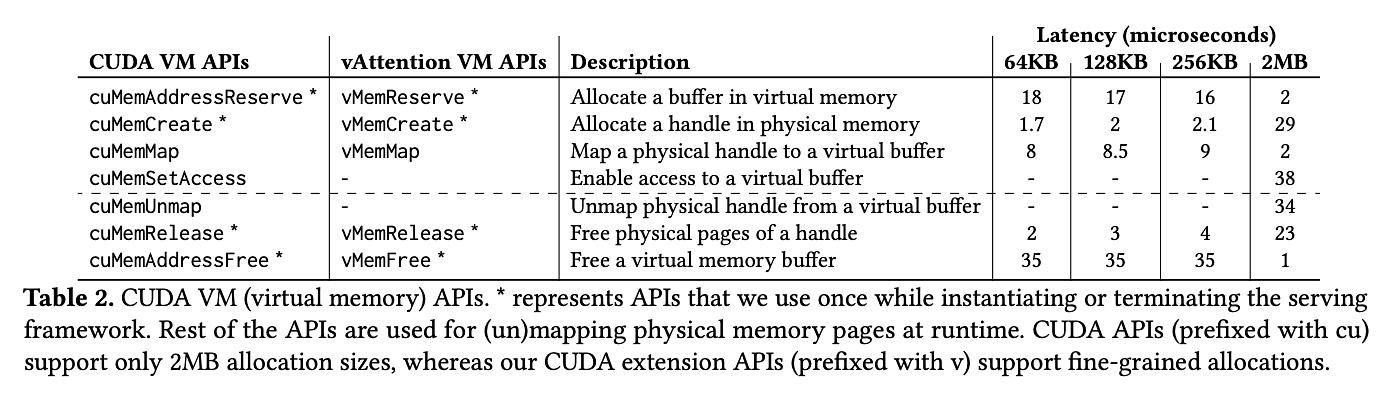 Latency (microseconds)
CUDA VM APIs vAttention VM APIs Description 64KB 128KB 256KB 2MB
cuMemAddressReserve * vMemReserve * Allocate a buffer in virtual memory 18 17 16 2
cuMemCreate * vMemCreate * Allocate a handle in physical memory 1.7 2 2.1 29
cuMemMap vMemMap Map a physical handle to a virtual buffer 8 8.5 9 2
cuMemSetAccess - Enable access to a virtual buffer - - - 38
cuMemUnmap - Unmap physical handle from a virtual buffer - - - 34
cuMemRelease * vMemRelease * Free physical pages of a handle 2 3 4 23
cuMemAddressFree * vMemFree * Free a virtual memory buffer 35 35 35 1
Table 2. CUDA VM (virtual memory) APIs. * represents APIs that we use once while instantiating or terminating the serving
framework. Rest of the APIs are used for (un)mapping physical memory pages at runtime. CUDA APIs (prefixed with cu)
support only 2MB allocation sizes, whereas our CUDA extension APIs (prefixed with v) support fine-grained allocations.